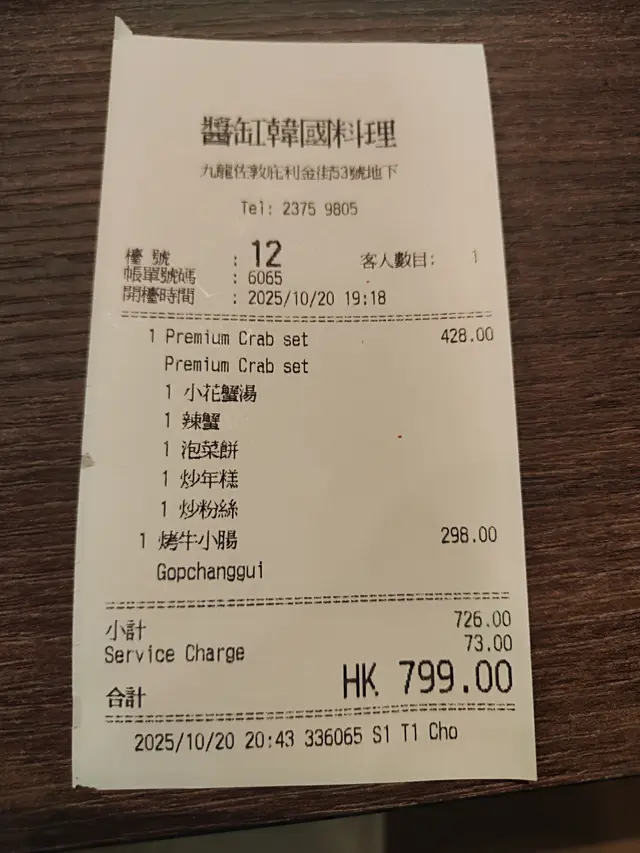 醬缸韓國料理
九龍佐敦庇利金街53號地下
Tel: 2375 9805
檯 號 : 12 客人數目: 1
帳單號碼 : 6065
開檯時間 : 2025/10/20 19:18
1 Premium Crab set 428.00
Premium Crab set
1 小花蟹湯
1 辣蟹
1 泡菜餅
1 炒年糕
1 炒粉絲
1 烤牛小腸 298.00
Gopchanggui
小計 726.00
Service Charge 73.00
合計 HK 799.00
2025/10/20 20:43 336065 S1 T1 Cho